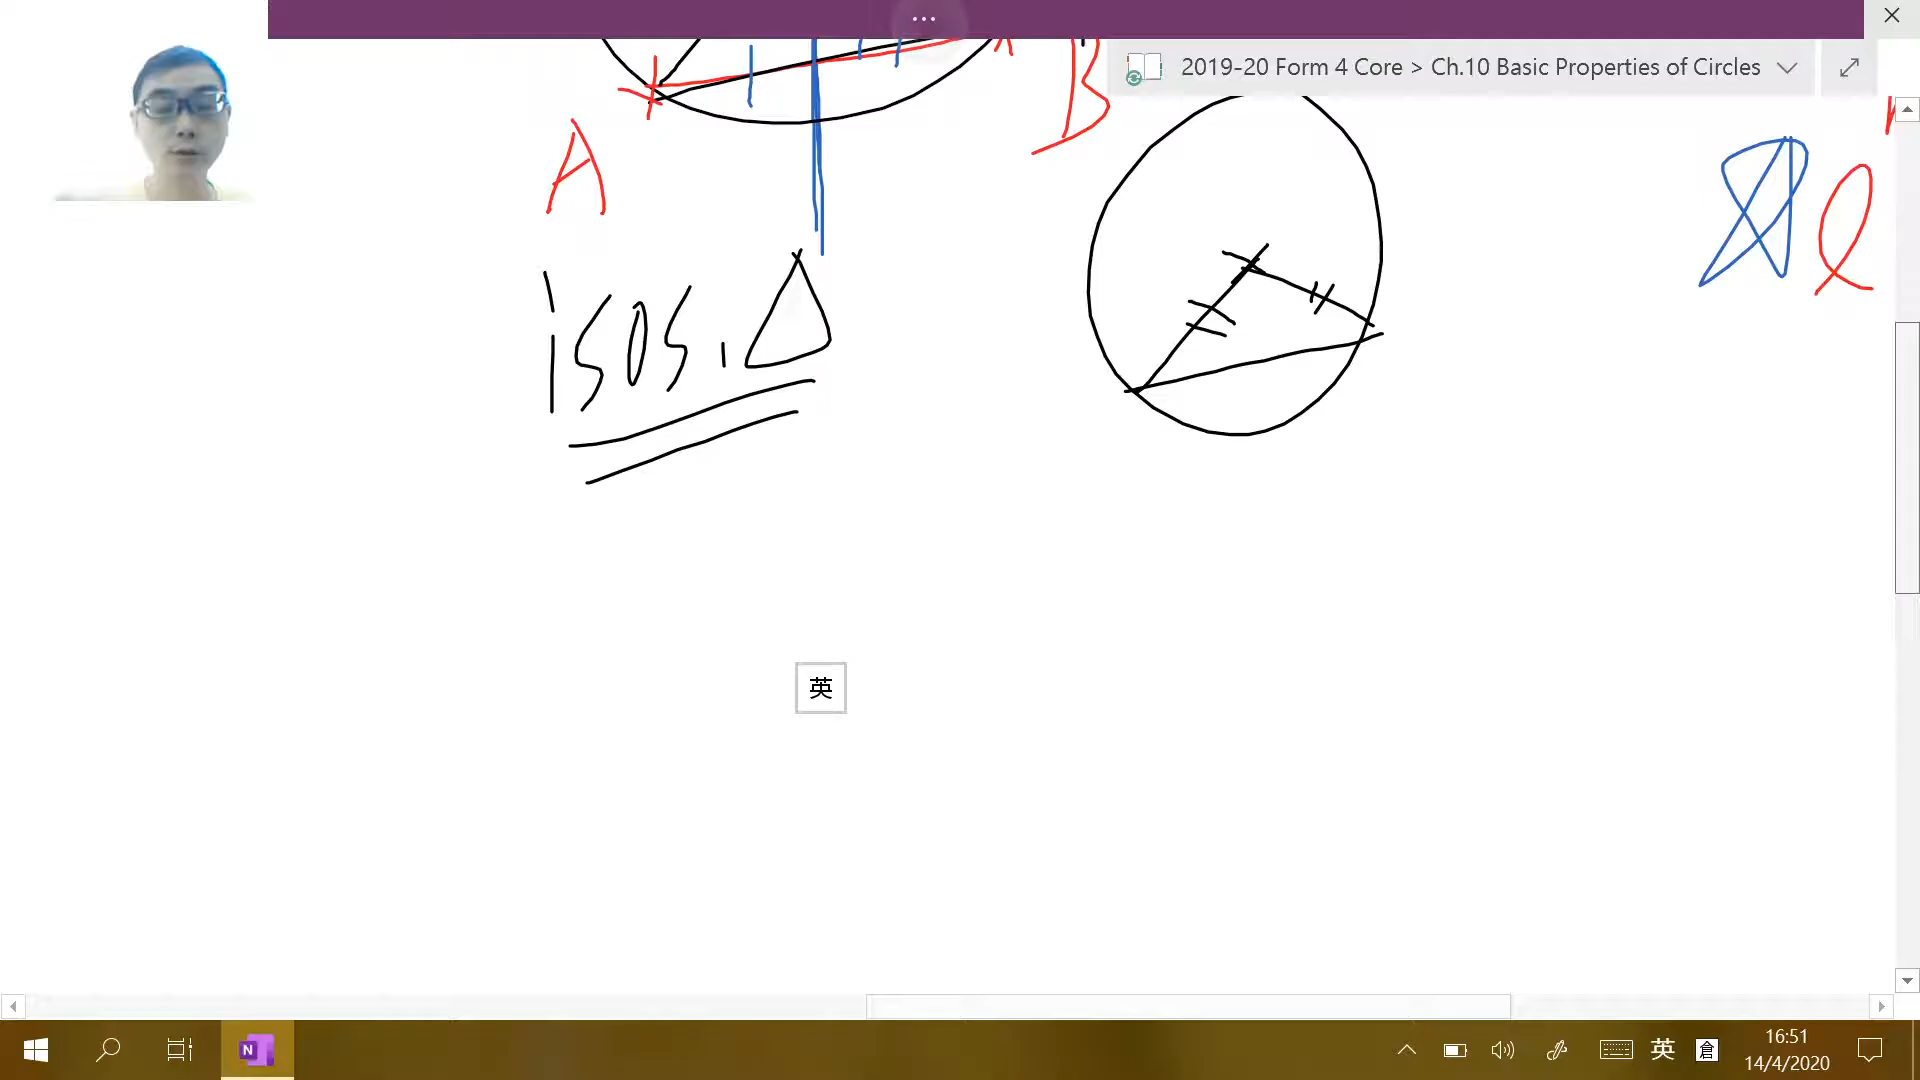 2019-20 Form 4 Core > Ch.10 Basic Properties of Circles
A
B
l
isos. Δ
英
N
英
倉
16:51
14/4/2020